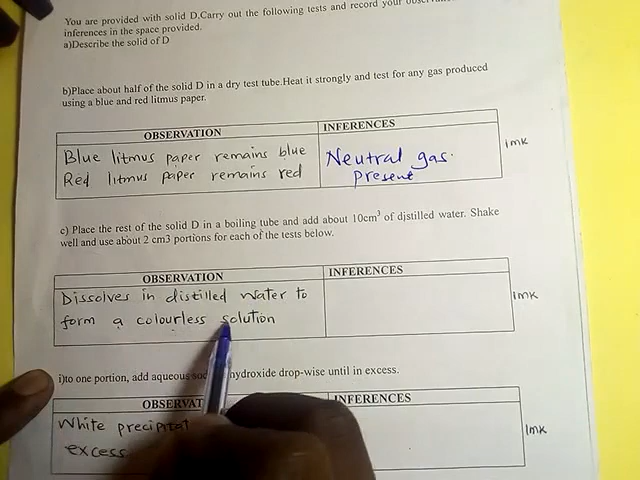 You are provided with solid D.Carry out the following tests and record your
inferences in the space provided.
a)Describe the solid of D
b)Place about half of the solid D in a dry test tube.Heat it strongly and test for any gas produced
using a blue and red litmus paper.
OBSERVATION INFERENCES
Blue litmus paper remains blue Neutral gas.
Red litmus paper remains red present
1mk
c) Place the rest of the solid D in a boiling tube and add about 10cm³ of distilled water. Shake
well and use about 2 cm3 portions for each of the tests below.
OBSERVATION INFERENCES
Dissolves in distilled water to
form a colourless solution
1mk
i)to one portion, add aqueous hydroxide drop-wise until in excess.
INFERENCES
White
excess
1mk